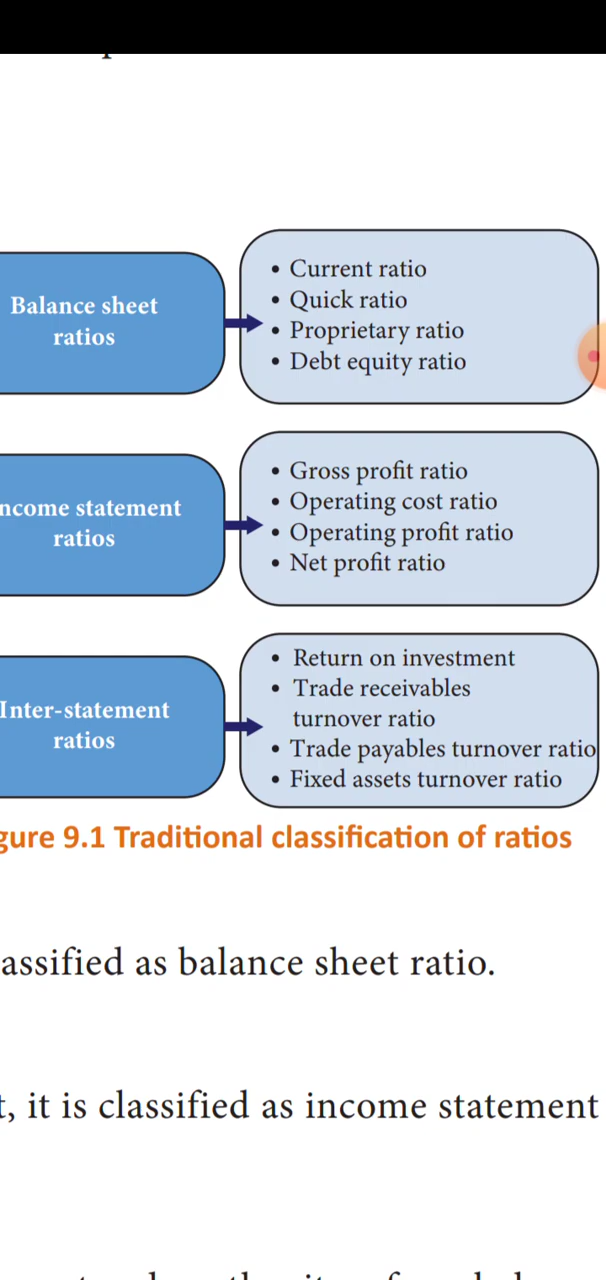 Balance sheet
ratios
• Current ratio
• Quick ratio
• Proprietary ratio
• Debt equity ratio
ncome statement
ratios
• Gross profit ratio
• Operating cost ratio
• Operating profit ratio
• Net profit ratio
Inter-statement
ratios
• Return on investment
• Trade receivables
turnover ratio
• Trade payables turnover ratio
• Fixed assets turnover ratio
gure 9.1 Traditional classification of ratios
assified as balance sheet ratio.
t, it is classified as income statement